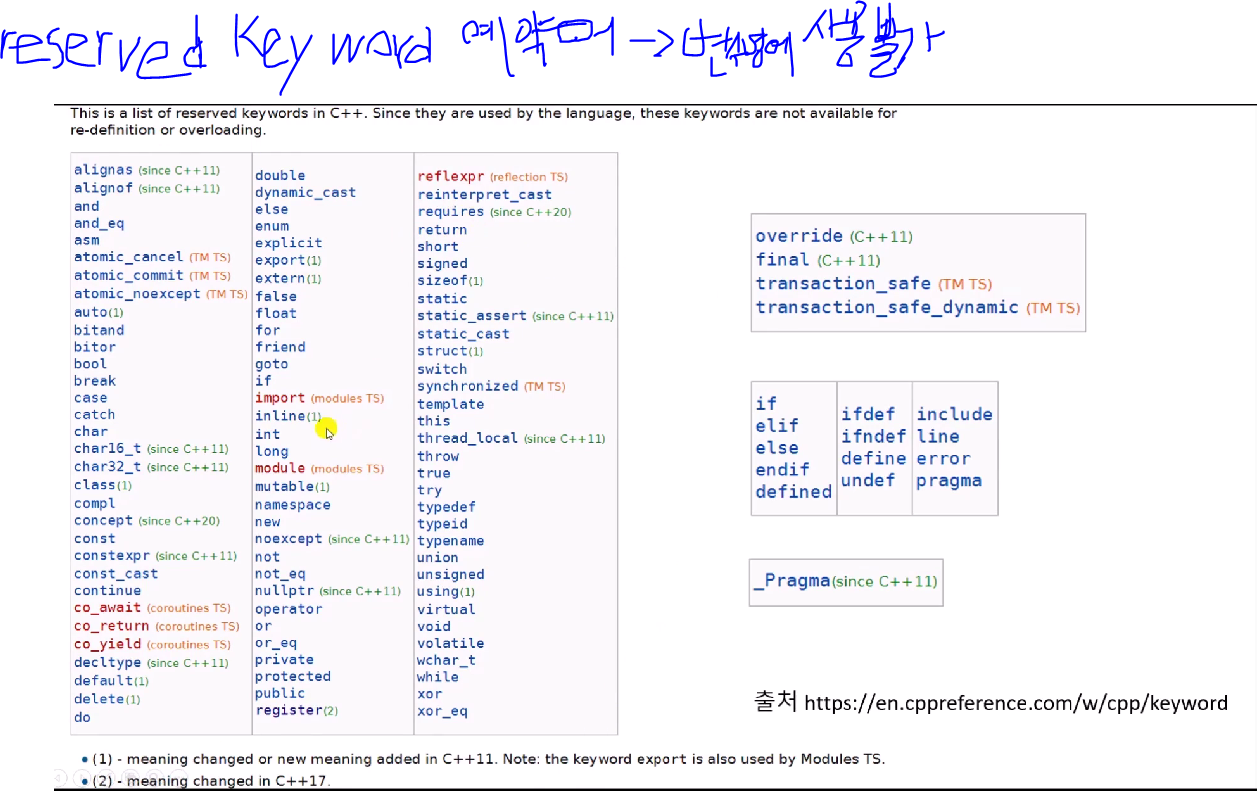 reserved Keyword 예약어 -> 변수명에 사용불가
This is a list of reserved keywords in C++. Since they are used by the language, these keywords are not available for
re-definition or overloading.
alignas (since C++11)
alignof (since C++11)
and
and_eq
asm
atomic_cancel (TM TS)
atomic_commit (TM TS)
atomic_noexcept (TM TS)
auto(1)
bitand
bitor
bool
break
case
catch
char
char16_t (since C++11)
char32_t (since C++11)
class(1)
compl
concept (since C++20)
const
constexpr (since C++11)
const_cast
continue
co_await (coroutines TS)
co_return (coroutines TS)
co_yield (coroutines TS)
decltype (since C++11)
default(1)
delete(1)
do
double
dynamic_cast
else
enum
explicit
export(1)
extern(1)
false
float
for
friend
goto
if
import (modules TS)
inline(1)
int
long
module (modules TS)
mutable(1)
namespace
new
noexcept (since C++11)
not
not_eq
nullptr (since C++11)
operator
or
or_eq
private
protected
public
register(2)
reflexpr (reflection TS)
reinterpret_cast
requires (since C++20)
return
short
signed
sizeof(1)
static
static_assert (since C++11)
static_cast
struct(1)
switch
synchronized (TM TS)
template
this
thread_local (since C++11)
throw
true
try
typedef
typeid
typename
union
unsigned
using(1)
virtual
void
volatile
wchar_t
while
xor
xor_eq
override (C++11)
final (C++11)
transaction_safe (TM TS)
transaction_safe_dynamic (TM TS)
if
elif
else
endif
defined
ifdef
ifndef
define
undef
include
line
error
pragma
_Pragma(since C++11)
출처 https://en.cppreference.com/w/cpp/keyword
• (1) - meaning changed or new meaning added in C++11. Note: the keyword export is also used by Modules TS.
• (2) - meaning changed in C++17.